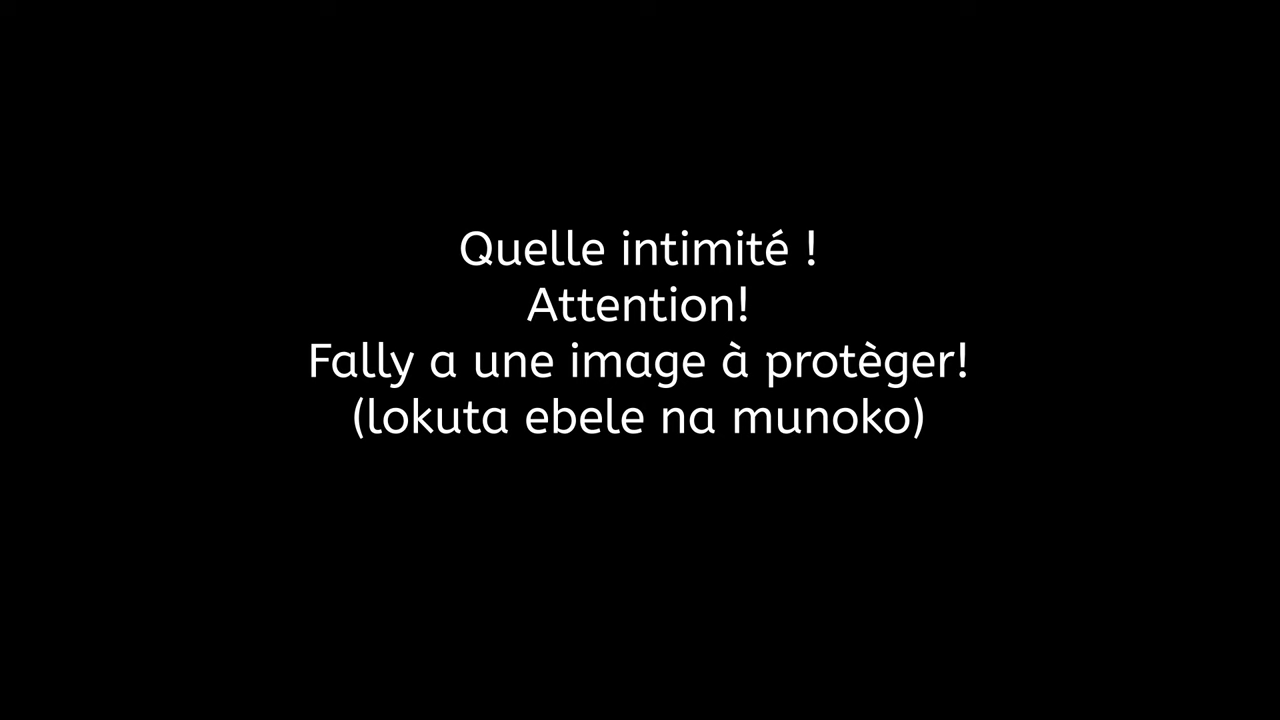 Quelle intimité !
Attention!
Fally a une image à protèger!
(lokuta ebele na munoko)